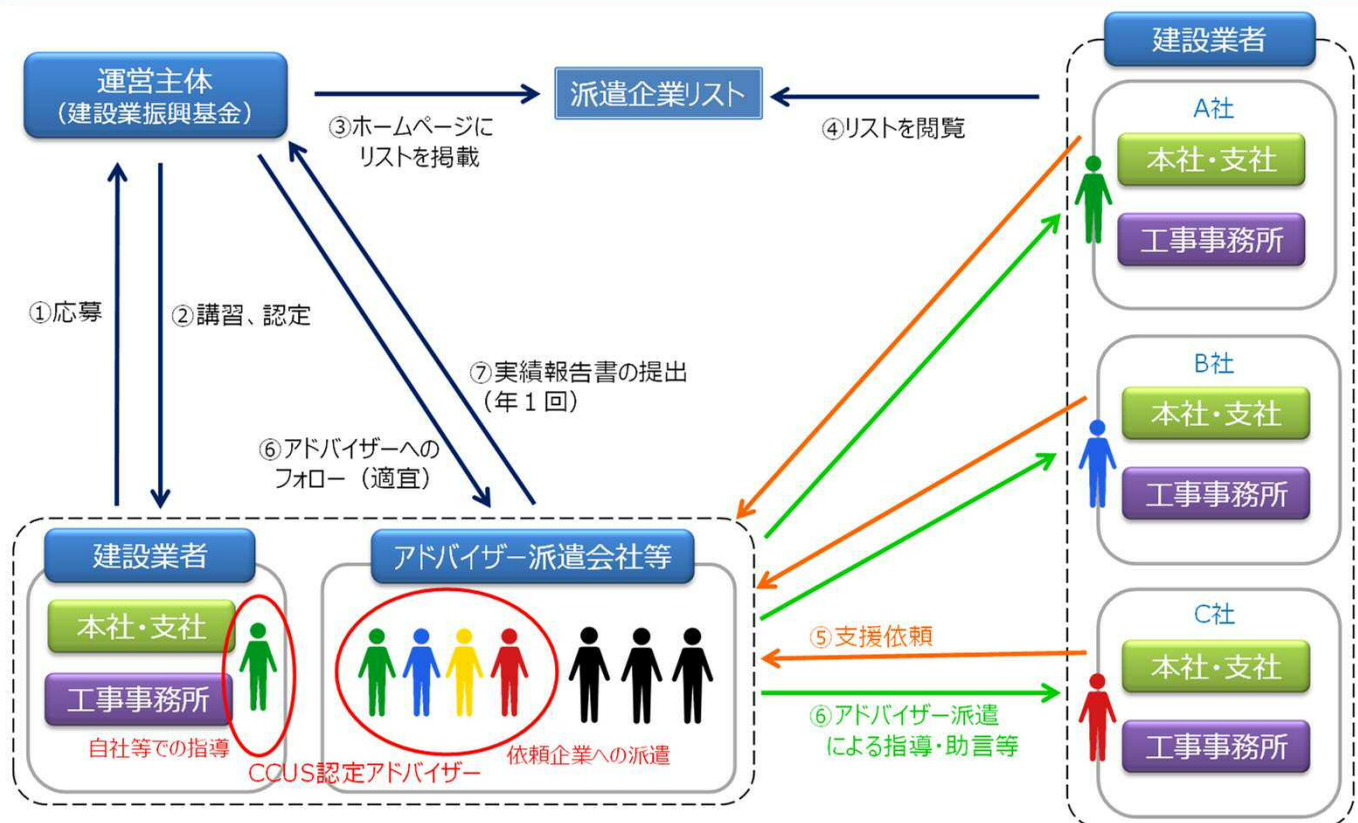 運営主体
（建設業振興基金）
派遣企業リスト
建設業者
③ホームページに
リストを掲載
④リストを閲覧
A社
本社・支社
工事事務所
①応募
②講習、認定
⑦実績報告書の提出
（年１回）
⑥アドバイザーへの
フォロー（適宜）
B社
本社・支社
工事事務所
建設業者
本社・支社
工事事務所
自社等での指導
アドバイザー派遣会社等
依頼企業への派遣
CCUS認定アドバイザー
⑤支援依頼
⑥アドバイザー派遣
による指導・助言等
C社
本社・支社
工事事務所